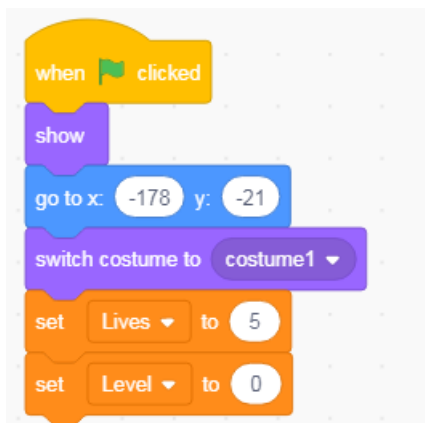 when clicked
show
go to x: -178 y: -21
switch costume to costume1
set Lives to 5
set Level to 0